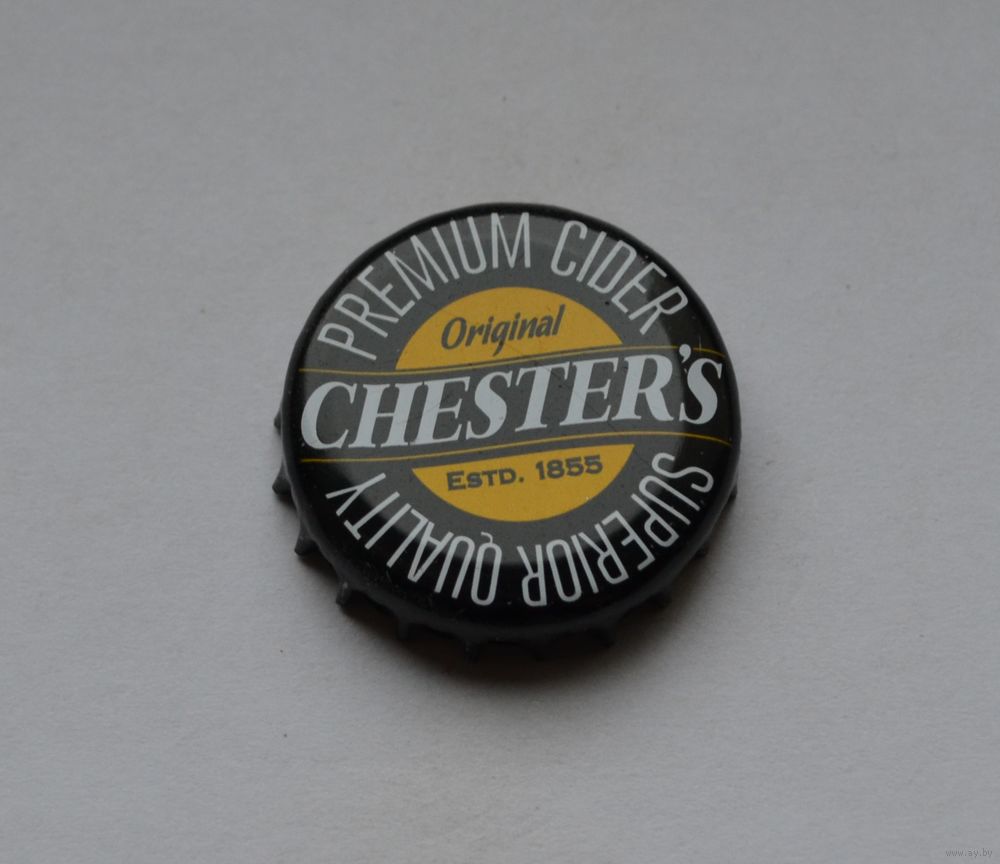 PREMIUM CIDER
Original
CHESTER'S
ESTD. 1855
SUPERIOR QUALITY
www.ay.by